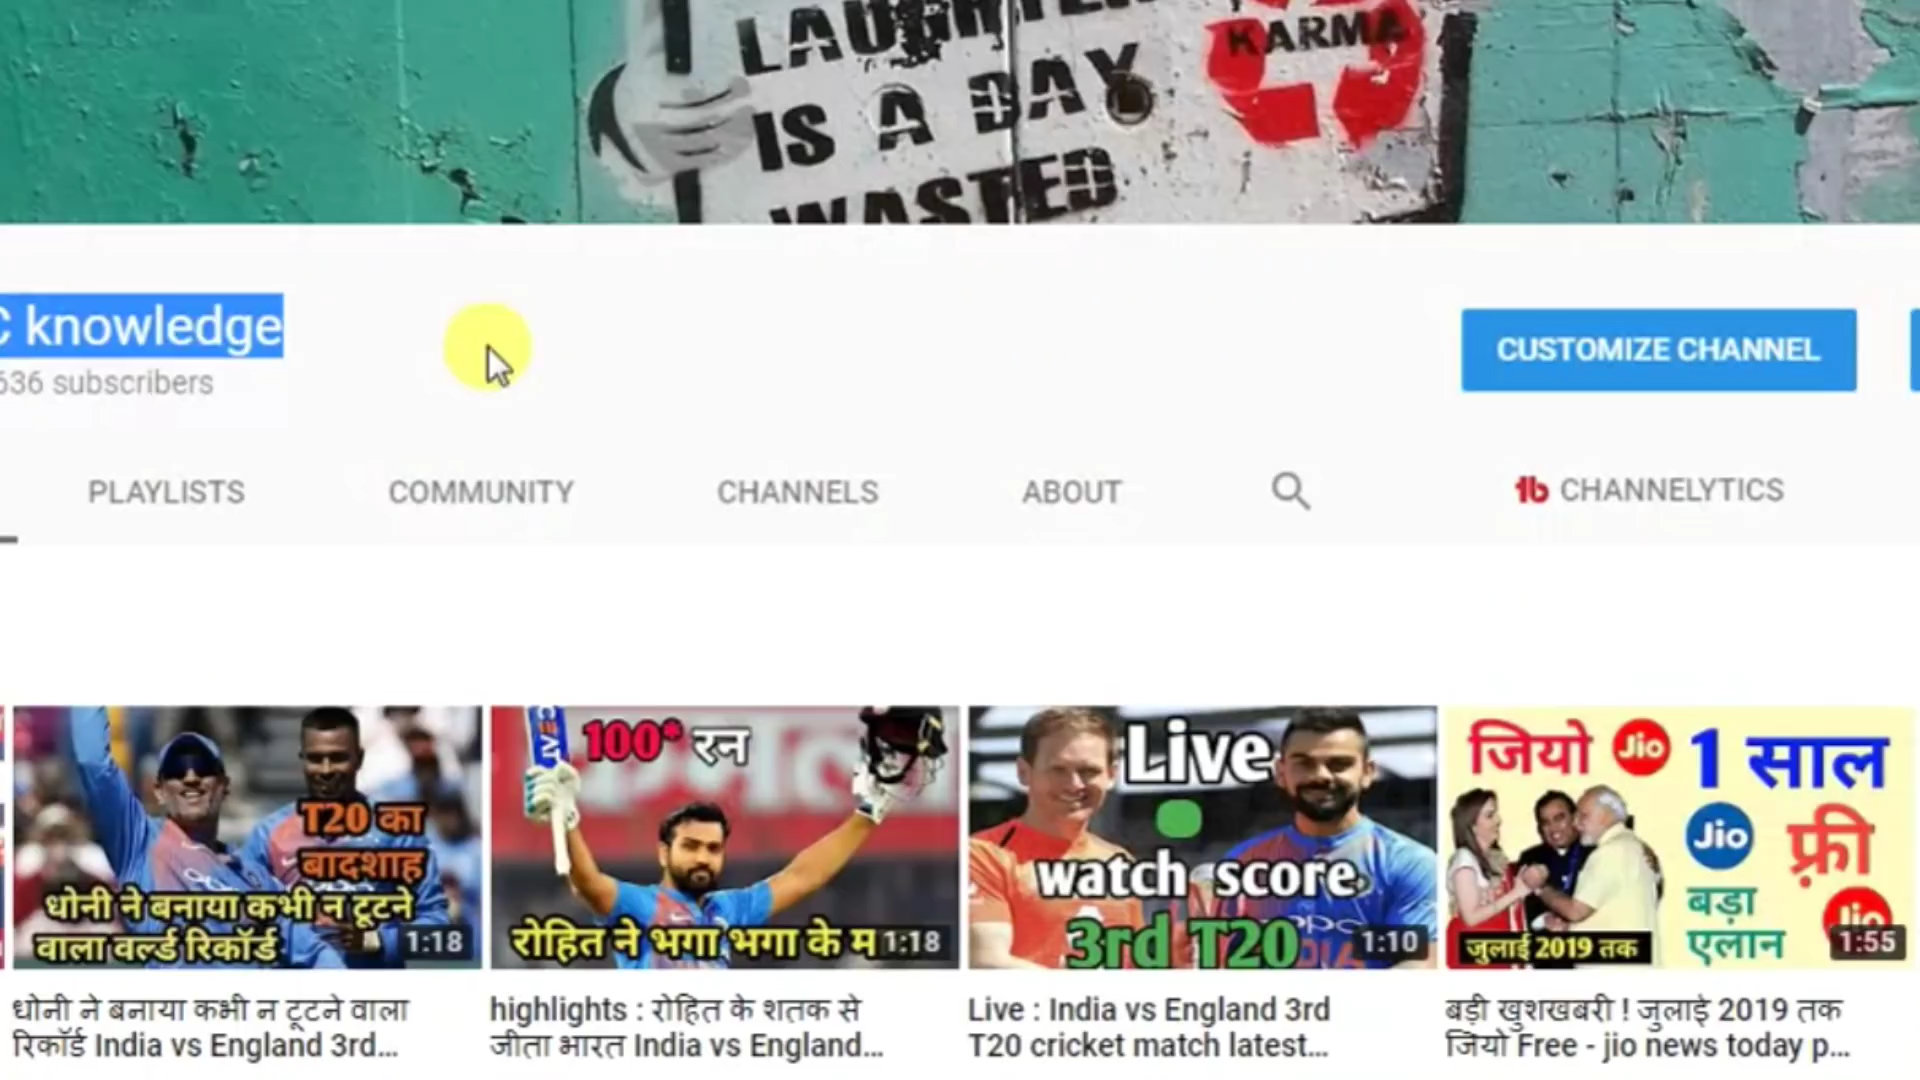 LAUGHTER
KARMA
IS A DAY
WASTED
C knowledge
636 subscribers
CUSTOMIZE CHANNEL
PLAYLISTS
COMMUNITY
CHANNELS
ABOUT
CHANNELYTICS
T20 का
बादशाह
धोनी ने बनाया कभी न टूटने
वाला वर्ल्ड रिकॉर्ड
1:18
100* रन
रोहित ने भगा भगा के म
1:18
Live
watch score
3rd T20
1:10
जियो Jio 1 साल
Jio फ्री
बड़ा
एलान
Jio
जुलाई 2019 तक
1:55
धोनी ने बनाया कभी न टूटने वाला
रिकॉर्ड India vs England 3rd...
highlights : रोहित के शतक से
जीता भारत India vs England...
Live : India vs England 3rd
T20 cricket match latest...
बड़ी खुशखबरी ! जुलाई 2019 तक
जियो Free - jio news today p...